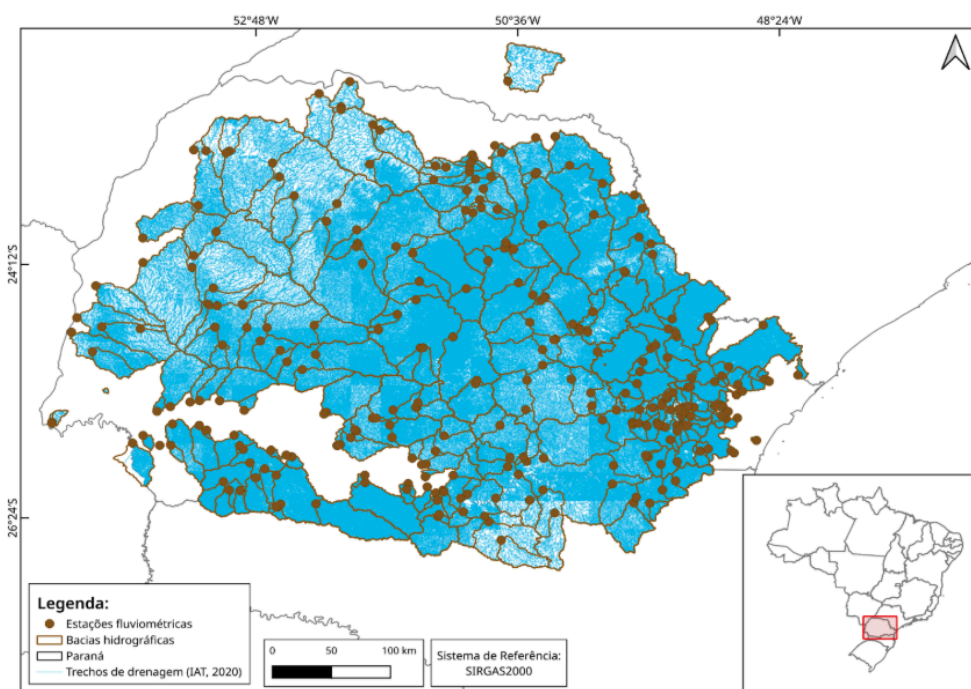 52°48'W
50°36'W
48°24'W
24°12'S
26°24'S
Legenda:
Estações fluviométricas
Bacias hidrográficas
Paraná
Trechos de drenagem (IAT, 2020)
0 50 100 km
Sistema de Referência:
SIRGAS2000